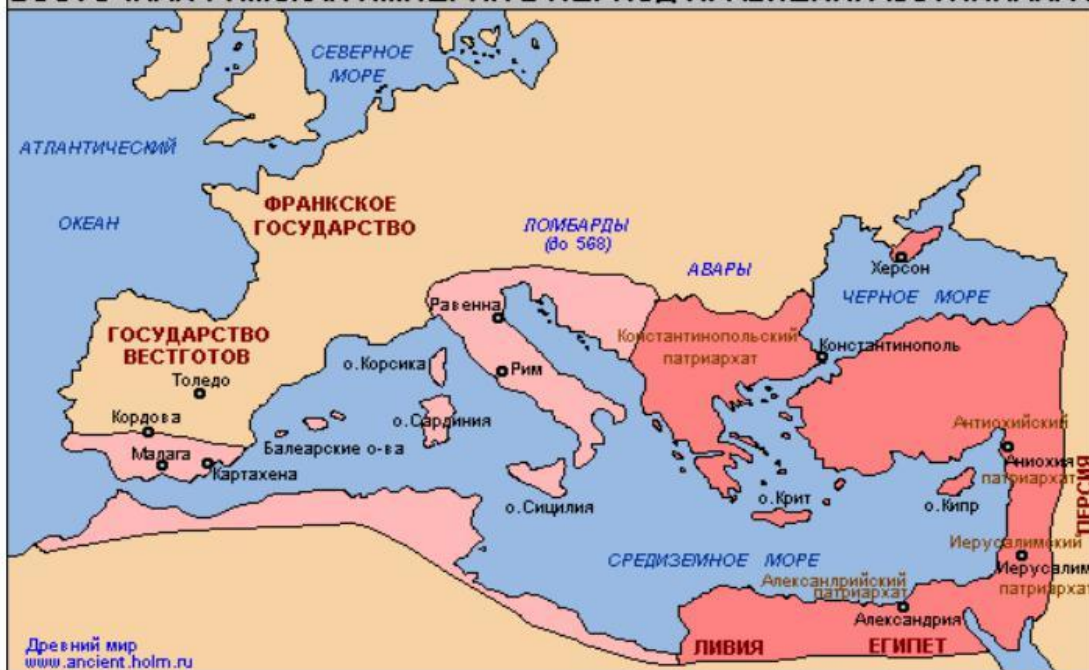 СЕВЕРНОЕ
МОРЕ
АТЛАНТИЧЕСКИЙ
ОКЕАН
ФРАНКСКОЕ
ГОСУДАРСТВО
ЛОМБАРДЫ
(до 568)
АВАРЫ
Херсон
ЧЕРНОЕ МОРЕ
Равенна
ГОСУДАРСТВО
ВЕСТГОТОВ
Константинопольский
патриархат
Константинополь
о.Корсика
Рим
Толедо
Кордова
о.Сардиния
Балеарские о-ва
Малага
Картахена
Антиохийский
Аниохия
патриархат
ПЕРСИЯ
о.Сицилия
о.Крит
о.Кипр
СРЕДИЗЕМНОЕ МОРЕ
Иерусалимский
Иерусалим
патриархат
Алексанлрийский
патриархат
Александрия
ЛИВИЯ
ЕГИПЕТ
Древний мир
www.ancient.holm.ru